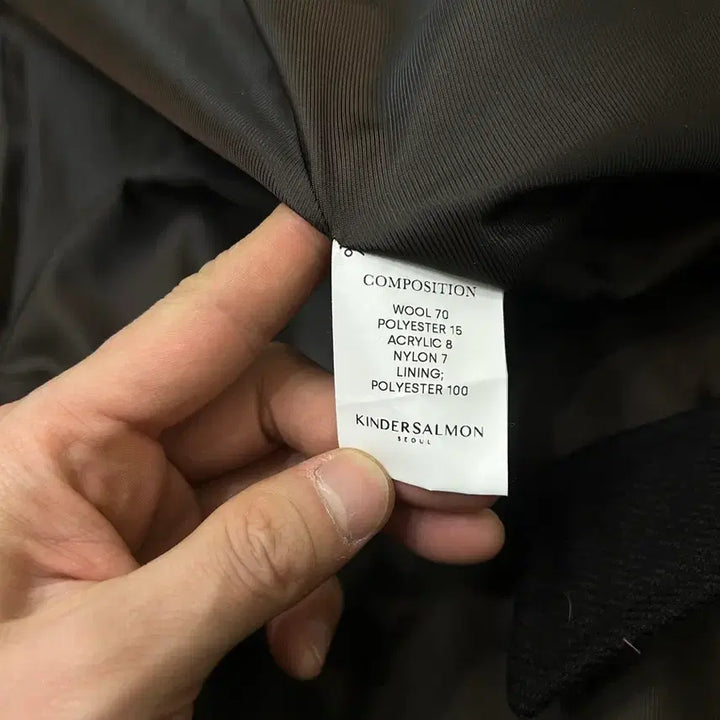 COMPOSITION
WOOL 70
POLYESTER 15
ACRYLIC 8
NYLON 7
LINING;
POLYESTER 100
KINDERSALMON
SEOUL